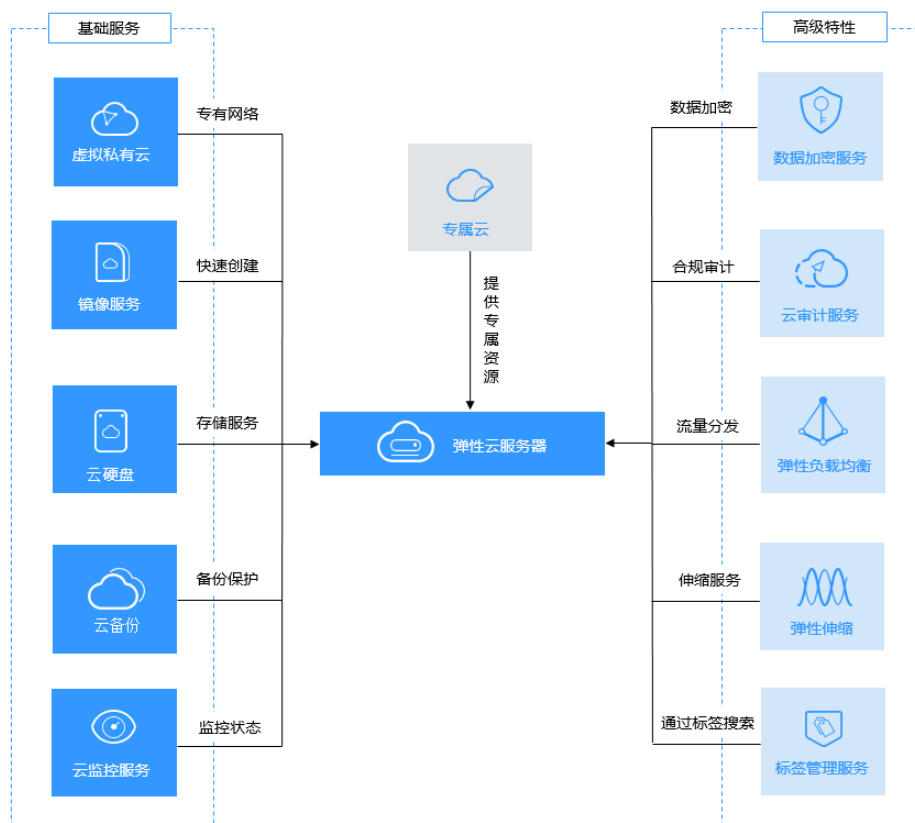 基础服务
高级特性
虚拟私有云
专有网络
镜像服务
快速创建
云硬盘
存储服务
云备份
备份保护
云监控服务
监控状态
专属云
提供专属资源
弹性云服务器
数据加密
数据加密服务
合规审计
云审计服务
流量分发
弹性负载均衡
伸缩服务
弹性伸缩
通过标签搜索
标签管理服务